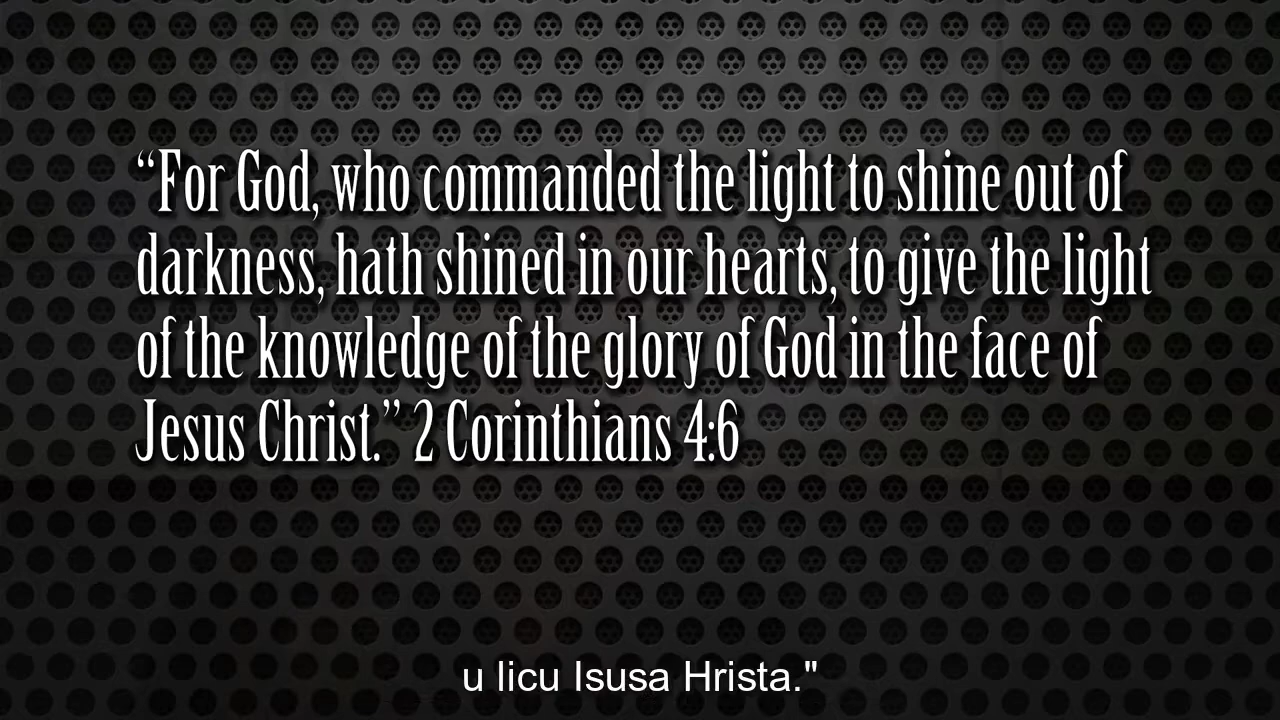 “For God, who commanded the light to shine out of
darkness, hath shined in our hearts, to give the light
of the knowledge of the glory of God in the face of
Jesus Christ.” 2 Corinthians 4:6
u licu Isusa Hrista."